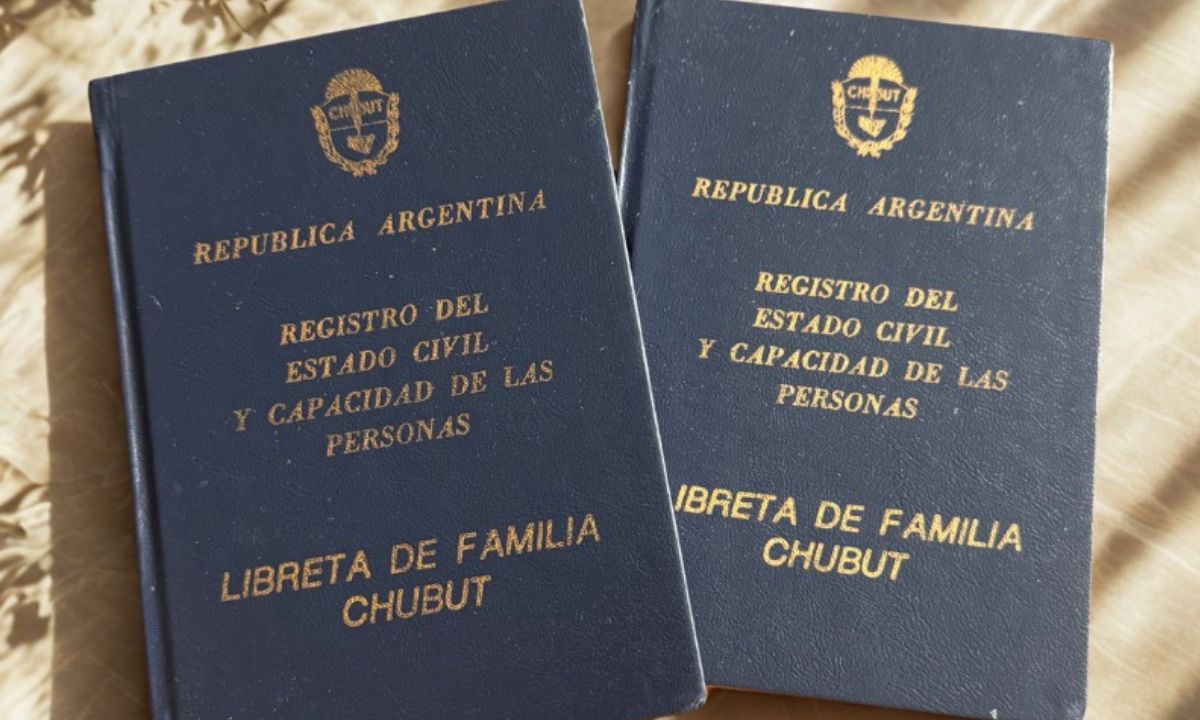 CHUBUT
REPUBLICA ARGENTINA
REGISTRO DEL
ESTADO CIVIL
Y CAPACIDAD DE LAS
PERSONAS
LIBRETA DE FAMILIA
CHUBUT
CHUBUT
REPUBLICA ARGENTINA
REGISTRO DEL
ESTADO CIVIL
Y CAPACIDAD DE LAS
PERSONAS
IBRETA DE FAMILIA
CHUBUT